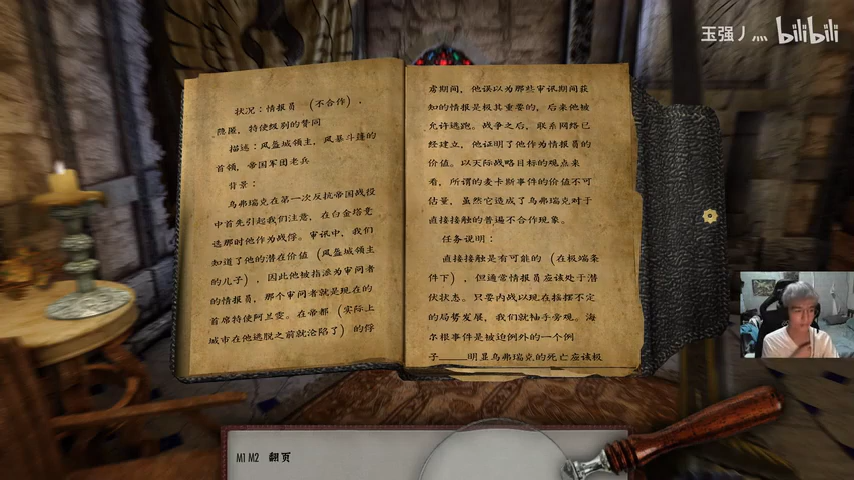 玉强丿灬 bilibili
状况：情报员 （不合作），
隐匿，特使级别的赞同
描述：风盔城领主，风暴斗篷的
首领，帝国军团老兵
背景：
乌弗瑞克在第一次反抗帝国战役
中首先引起我们注意，在白金塔竞
选那时他作为战俘。审讯中，我们
知道了他的潜在价值（风盔城领主
的儿子），因此他被指派为审问者
的情报员，那个审问者就是现在的
首席特使阿兰雯。在帝都 （实际上
城市在他逃脱之前就沦陷了）的俘
虏期间，他误以为那些审讯期间获
知的情报是极其重要的，后来他被
允许逃跑。战争之后，联系网络已
经建立，他证明了他作为情报员的
价值。以天际战略目标的观点来
看，所谓的麦卡斯事件的价值不可
估量，虽然它造成了乌弗瑞克对于
直接接触的普遍不合作现象。
任务说明：
直接接触是有可能的 （在极端条
件下），但通常情报员应该处于潜
伏状态。只要内战以现在摇摆不定
的局势发展，我们就袖手旁观。海
尔根事件是被迫例外的一个例
子____明显乌弗瑞克的死亡应该极
M1 M2 翻页